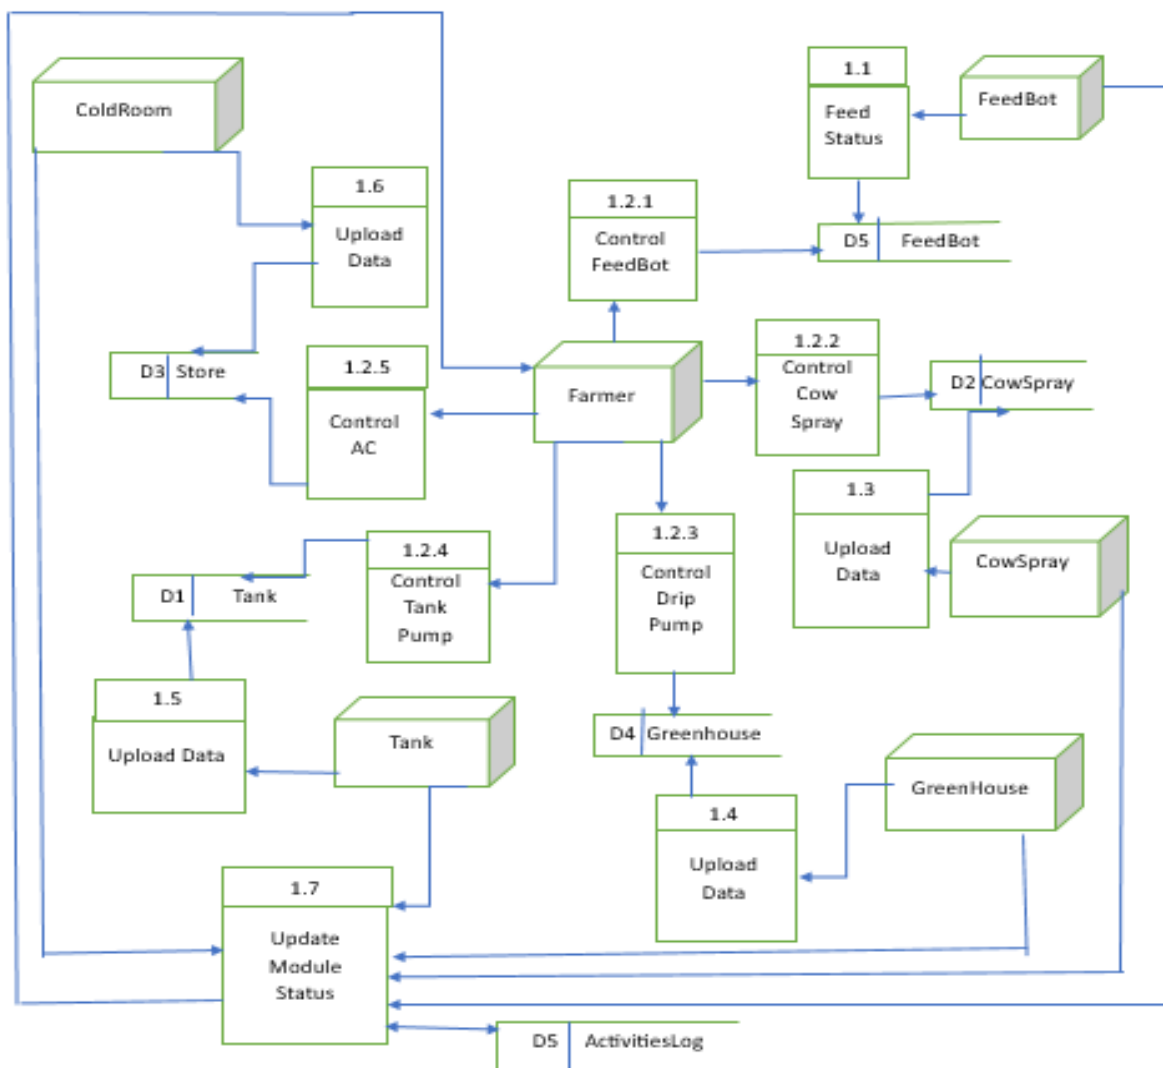 1.1
FeedBot
ColdRoom
Feed
Status
1.6
1.2.1
Upload
Data
Control
FeedBot
D5 FeedBot
1.2.2
D3 Store
1.2.5
Control
Cow
Spray
D2 CowSpray
Farmer
Control
AC
1.3
1.2.4
1.2.3
Upload
Data
CowSpray
Control
Tank
Pump
Control
Drip
Pump
D1 Tank
1.5
D4 Greenhouse
Tank
Upload Data
GreenHouse
1.4
Upload
Data
1.7
Update
Module
Status
D5 ActivitiesLog